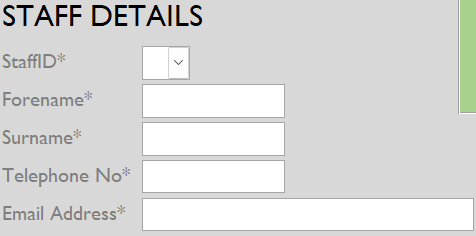 STAFF DETAILS
StaffID*
Forename*
Surname*
Telephone No*
Email Address*